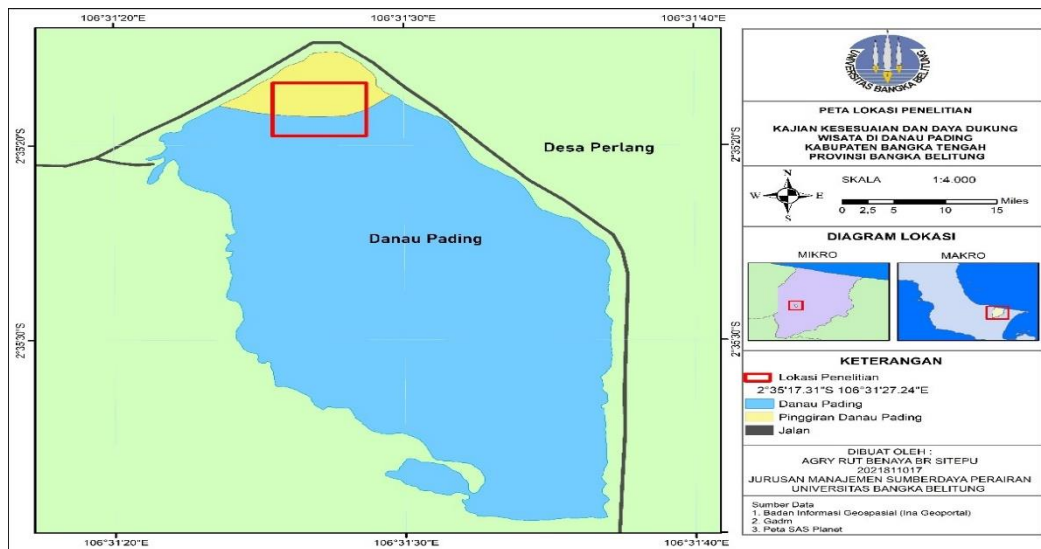 106°31'20"E 106°31'30"E 106°31'40"E
2°35'20"S
2°35'30"S
Desa Perlang
Danau Pading
2°35'20"S
2°35'30"S
106°31'20"E 106°31'30"E 106°31'40"E
UNIVERSITAS BANGKA BELITUNG
PETA LOKASI PENELITIAN
KAJIAN KESESUAIAN DAN DAYA DUKUNG
WISATA DI DANAU PADING
KABUPATEN BANGKA TENGAH
PROVINSI BANGKA BELITUNG
N
W E
S
SKALA 1:4.000
0 2,5 5 10 15 Miles
DIAGRAM LOKASI
MIKRO MAKRO
KETERANGAN
Lokasi Penelitian
2°35'17.31"S 106°31'27.24"E
Danau Pading
Pinggiran Danau Pading
Jalan
DIBUAT OLEH :
AGRY RUT BENAYA BR SITEPU
2021811017
JURUSAN MANAJEMEN SUMBERDAYA PERAIRAN
UNIVERSITAS BANGKA BELITUNG
Sumber Data
1. Badan Informasi Geospasial (Ina Geoportal)
2. Gadm
3. Peta SAS Planet